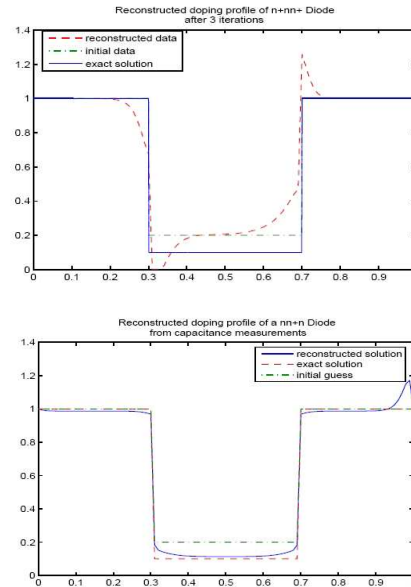 Reconstructed doping profile of n+nn+ Diode
after 3 iterations
1.4
1.2
1
0.8
0.6
0.4
0.2
0
reconstructed data
initial data
exact solution
0 0.1 0.2 0.3 0.4 0.5 0.6 0.7 0.8 0.9
Reconstructed doping profile of a nn+n Diode
from capacitance measurements
1.4
1.2
1
0.8
0.6
0.4
0.2
0
reconstructed solution
exact solution
initial guess
0 0.1 0.2 0.3 0.4 0.5 0.6 0.7 0.8 0.9